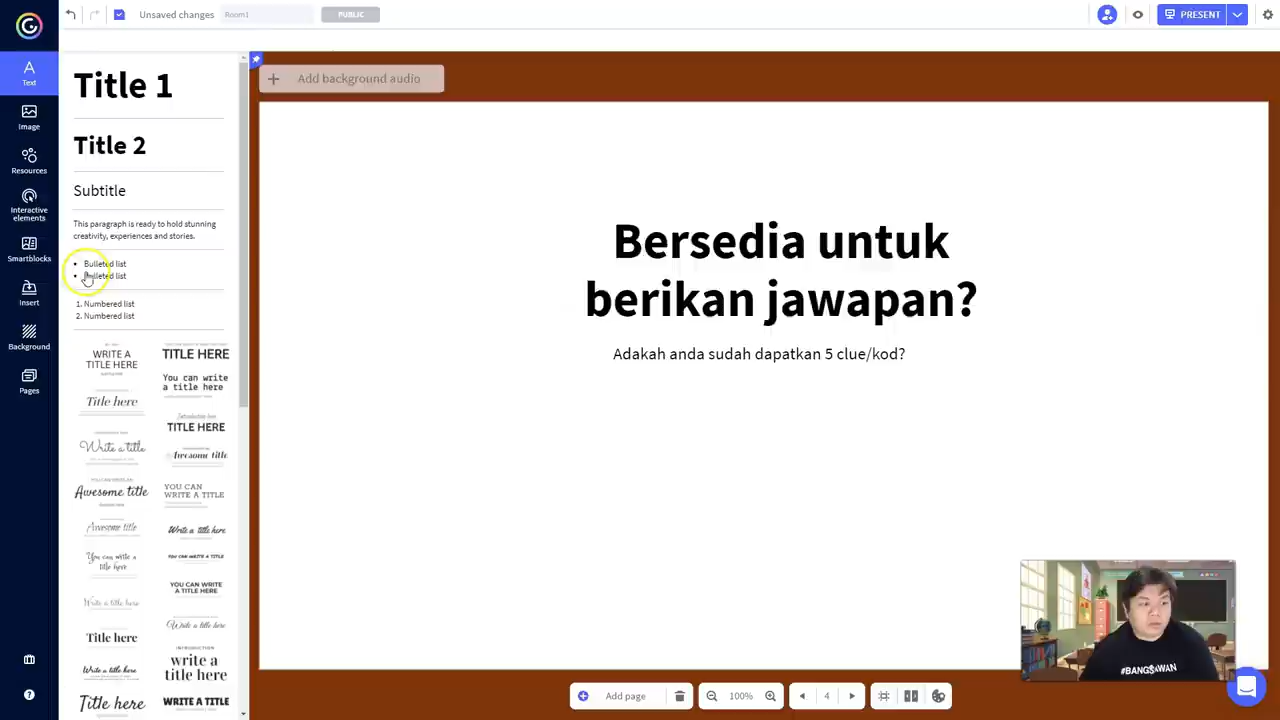 Unsaved changes
Room1
PUBLIC
PRESENT
Text
Image
Resources
Interactive
elements
Smartblocks
Insert
Background
Pages
Title 1
Title 2
Subtitle
This paragraph is ready to hold stunning
creativity, experiences and stories.
Bulleted list
Bulleted list
1. Numbered list
2. Numbered list
WRITE A
TITLE HERE
TITLE HERE
You can write
a title here
Title here
TITLE HERE
Write a title
Awesome title
Awesome title
YOU CAN
WRITE A TITLE
Awesome title
Write a title here
You can write a
title here
YOU CAN WRITE A TITLE
YOU CAN WRITE
A TITLE HERE
Write a title here
Write a title here
Title here
INTRODUCTION
write a
title here
Write a title here
Title here
WRITE A TITLE
Add background audio
Bersedia untuk
berikan jawapan?
Adakah anda sudah dapatkan 5 clue/kod?
#BANGSAWAN
Add page
100%
4